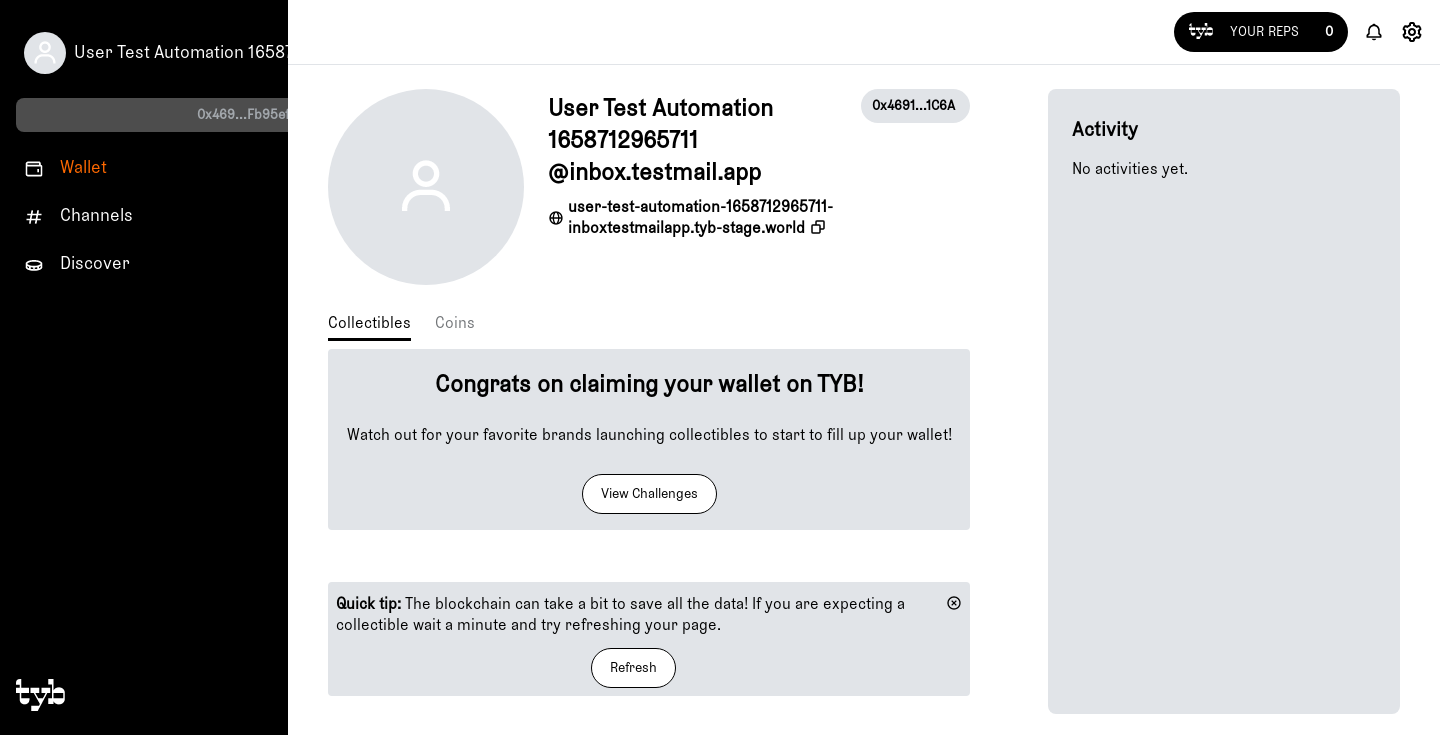 User Test Automation 16587
0x469...Fb95ef
Wallet
Channels
Discover
tyb
tyb YOUR REPS 0
User Test Automation
1658712965711
@inbox.testmail.app
0x4691...1C6A
user-test-automation-1658712965711-
inboxtestmailapp.tyb-stage.world
Collectibles Coins
Congrats on claiming your wallet on TYB!
Watch out for your favorite brands launching collectibles to start to fill up your wallet!
View Challenges
Quick tip: The blockchain can take a bit to save all the data! If you are expecting a
collectible wait a minute and try refreshing your page.
Refresh
Activity
No activities yet.